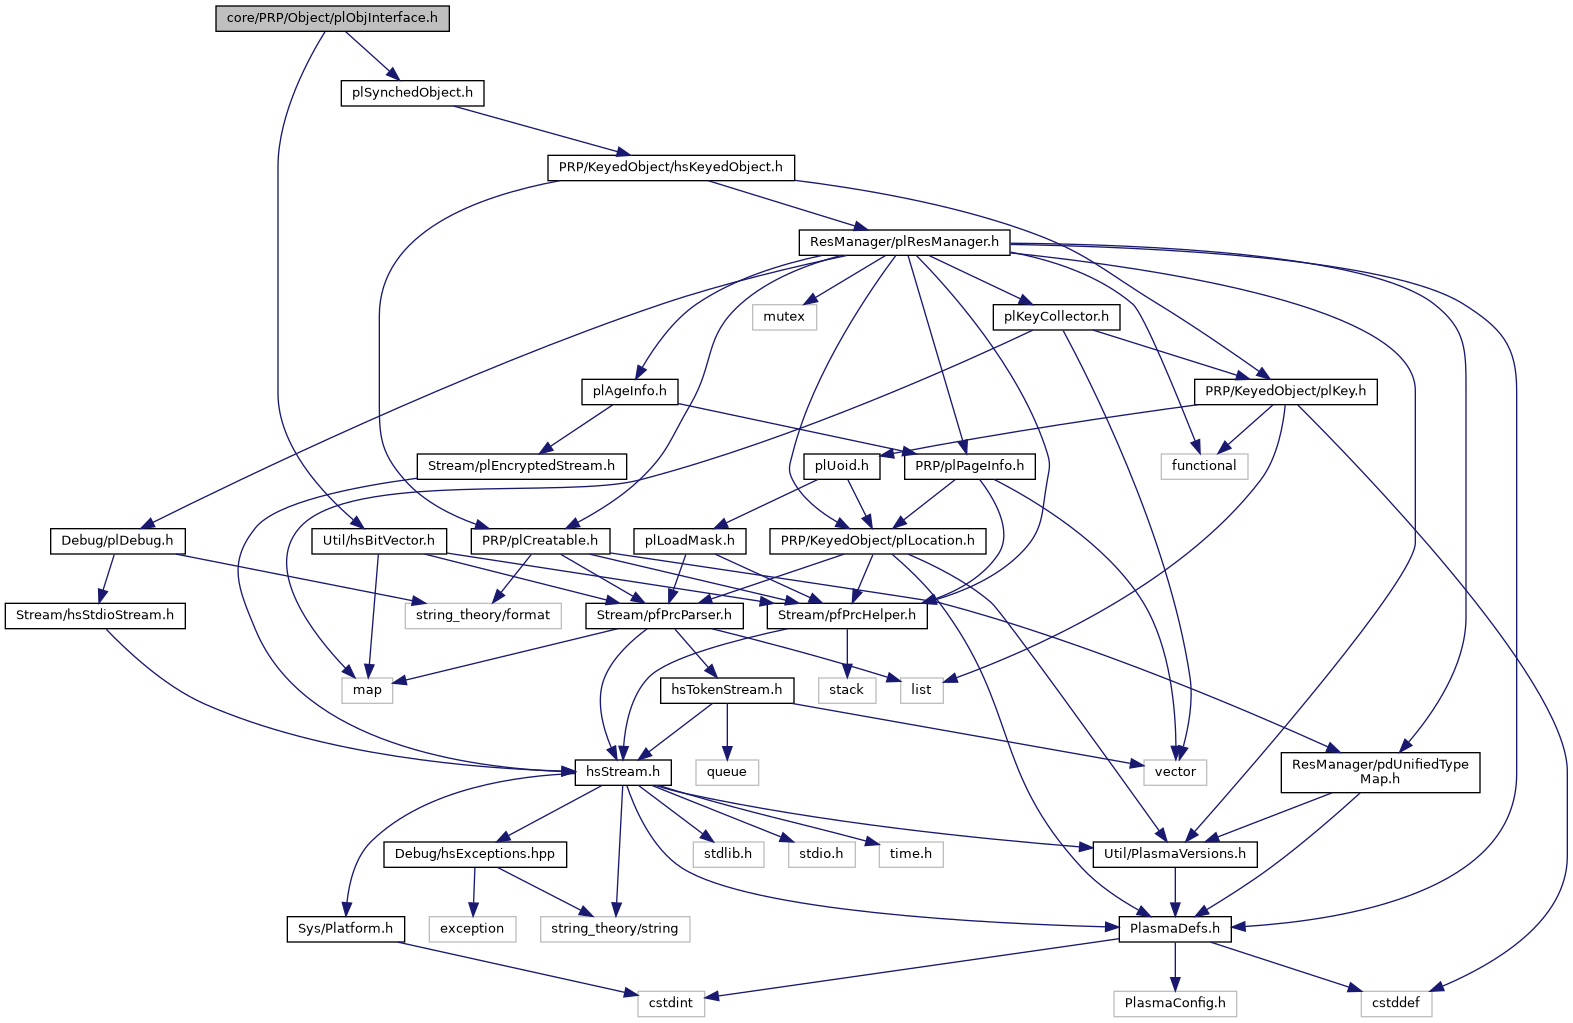 core/PRP/Object/plObjInterface.h
plSynchedObject.h
PRP/KeyedObject/hsKeyedObject.h
ResManager/plResManager.h
mutex
plKeyCollector.h
plAgeInfo.h
PRP/KeyedObject/plKey.h
Stream/plEncryptedStream.h
plUoid.h
PRP/plPageInfo.h
functional
Debug/plDebug.h
Util/hsBitVector.h
PRP/plCreatable.h
plLoadMask.h
PRP/KeyedObject/plLocation.h
Stream/hsStdioStream.h
string_theory/format
Stream/pfPrcParser.h
Stream/pfPrcHelper.h
map
hsTokenStream.h
stack
list
hsStream.h
queue
vector
ResManager/pdUnifiedType
Map.h
Debug/hsExceptions.hpp
stdlib.h
stdio.h
time.h
Util/PlasmaVersions.h
Sys/Platform.h
exception
string_theory/string
PlasmaDefs.h
cstdint
PlasmaConfig.h
cstddef